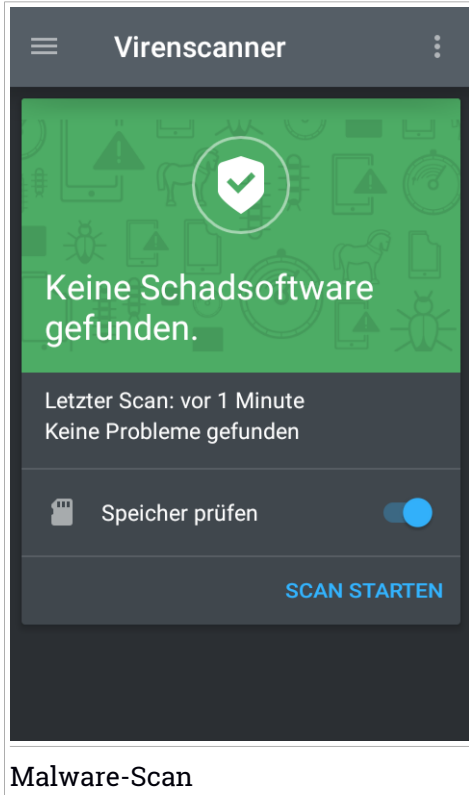 Virenscanner
Keine Schadsoftware
gefunden.
Letzter Scan: vor 1 Minute
Keine Probleme gefunden
Speicher prüfen
SCAN STARTEN
Malware-Scan